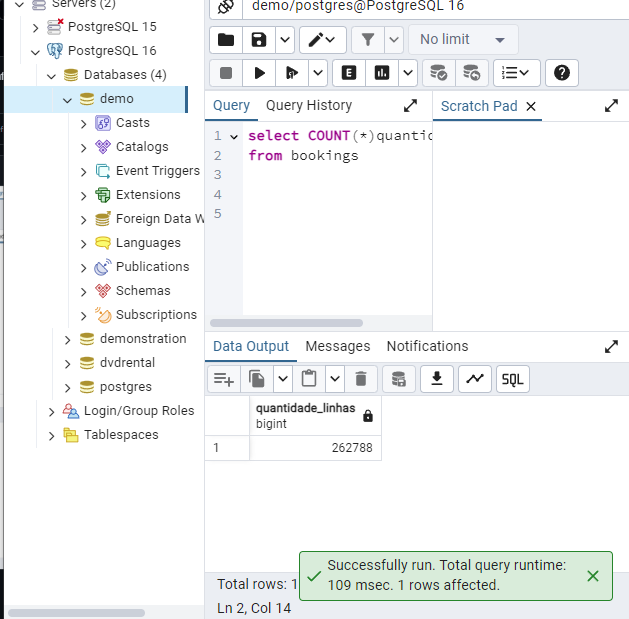 Servers (2)
PostgreSQL 15
PostgreSQL 16
Databases (4)
demo
Casts
Catalogs
Event Triggers
Extensions
Foreign Data W
Languages
Publications
Schemas
Subscriptions
demonstration
dvdrental
postgres
Login/Group Roles
Tablespaces
demo/postgres@PostgreSQL 16
No limit
E
Query
Query History
Scratch Pad
1 select COUNT(*)quantid
2 from bookings
3
4
5
Data Output Messages Notifications
SQL
quantidade_linhas
bigint
1 262788
Successfully run. Total query runtime:
109 msec. 1 rows affected.
Total rows: 1
Ln 2, Col 14